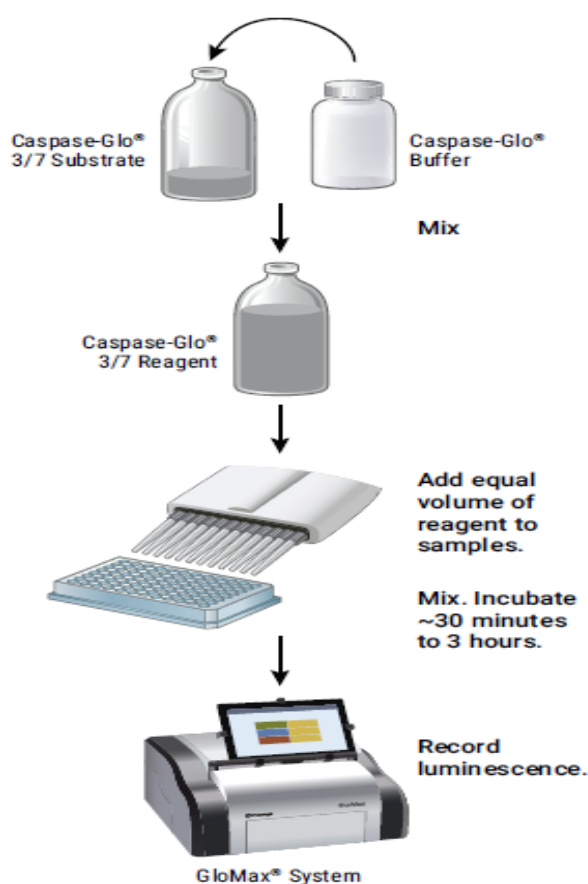 Caspase-Glo®
3/7 Substrate
Caspase-Glo®
Buffer
Mix
Caspase-Glo®
3/7 Reagent
Add equal
volume of
reagent to
samples.
Mix. Incubate
~30 minutes
to 3 hours.
Record
luminescence.
GloMax® System